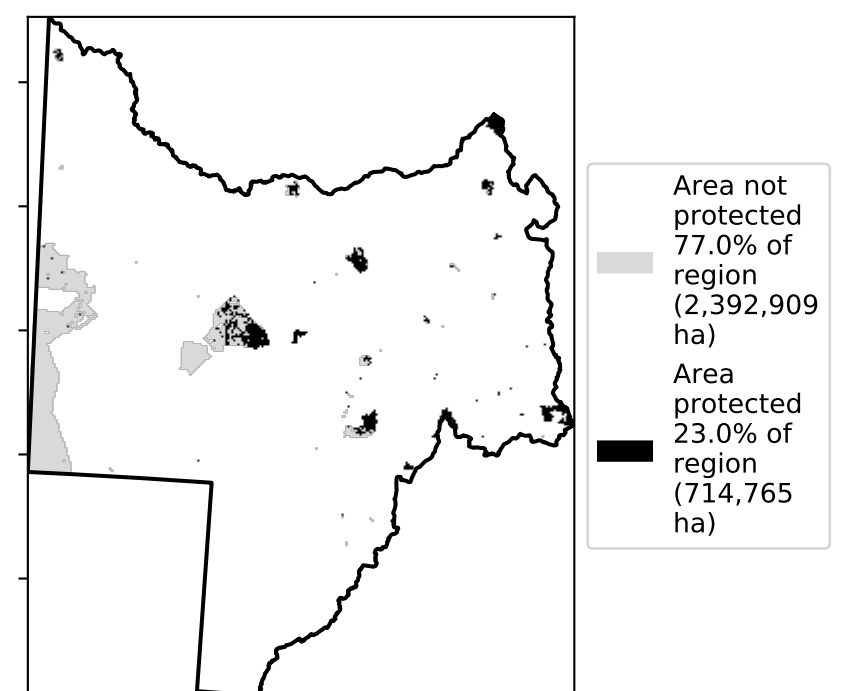 Area not
protected
77.0% of
region
(2,392,909
ha)
Area
protected
23.0% of
region
(714,765
ha)